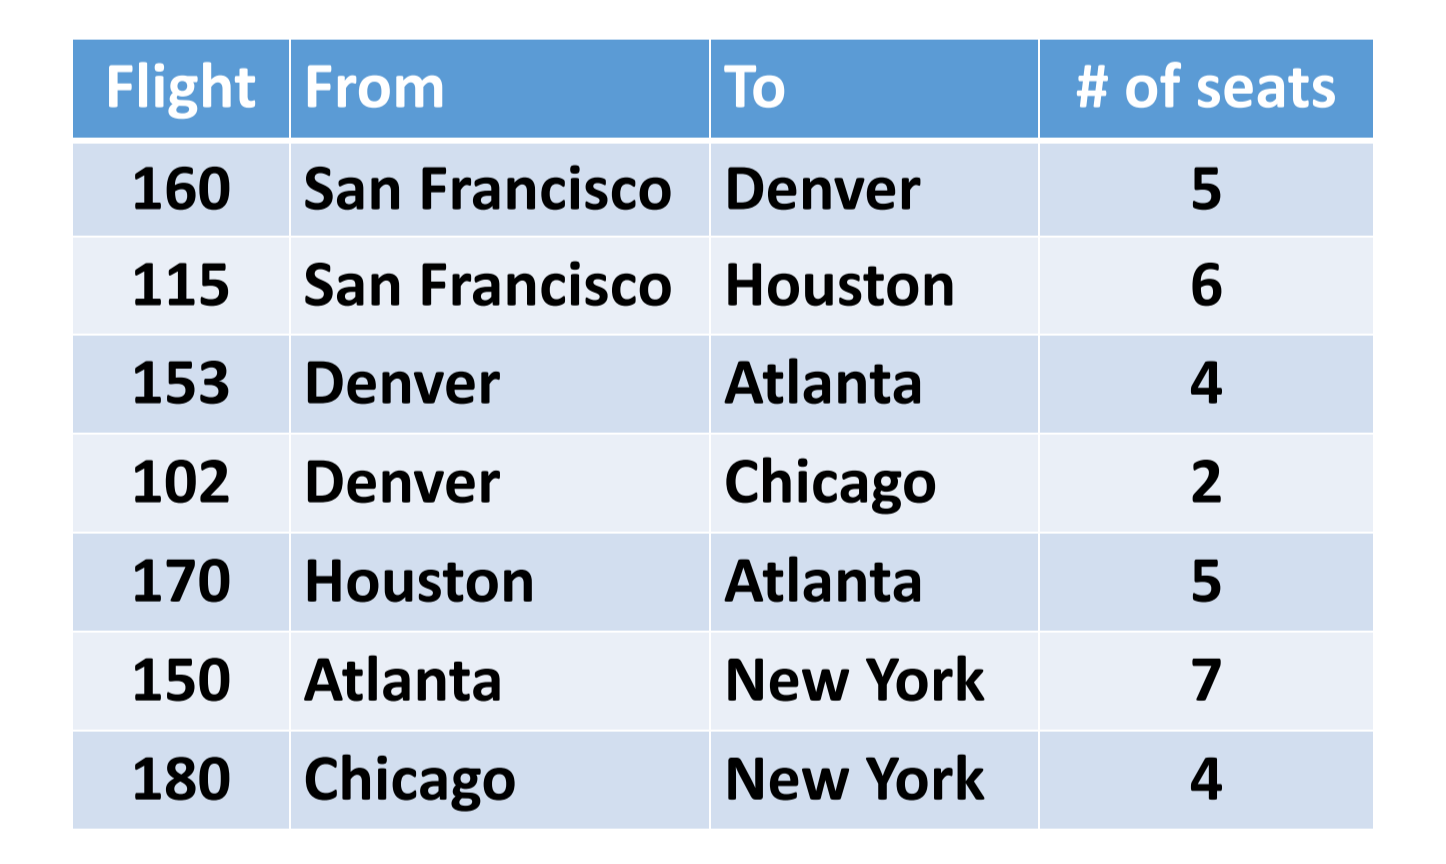 Flight From To # of seats
160 San Francisco Denver 5
115 San Francisco Houston 6
153 Denver Atlanta 4
102 Denver Chicago 2
170 Houston Atlanta 5
150 Atlanta New York 7
180 Chicago New York 4